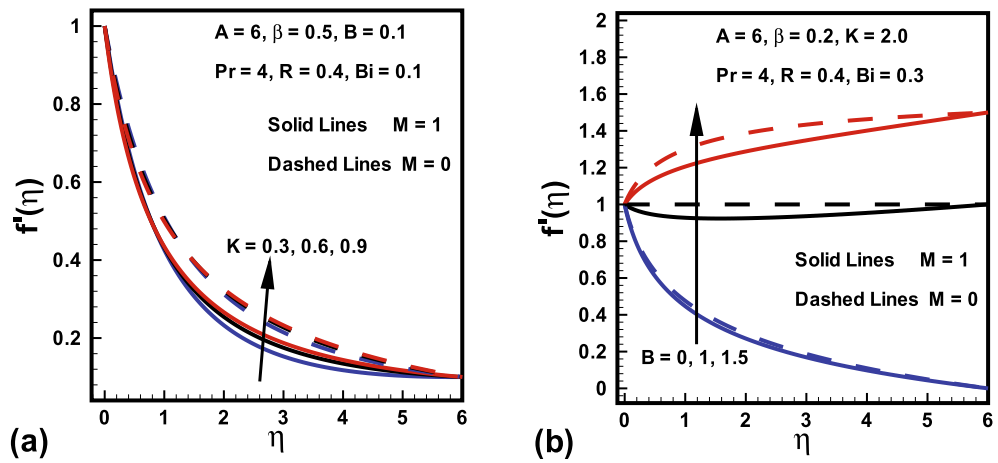 A = 6, β = 0.5, B = 0.1
Pr = 4, R = 0.4, Bi = 0.1
Solid Lines M = 1
Dashed Lines M = 0
K = 0.3, 0.6, 0.9
f'(η)
1
0.8
0.6
0.4
0.2
0 1 2 3 4 5 6
η
(a)
A = 6, β = 0.2, K = 2.0
Pr = 4, R = 0.4, Bi = 0.3
Solid Lines M = 1
Dashed Lines M = 0
B = 0, 1, 1.5
f'(η)
2
1.8
1.6
1.4
1.2
1
0.8
0.6
0.4
0.2
0
0 1 2 3 4 5 6
η
(b)